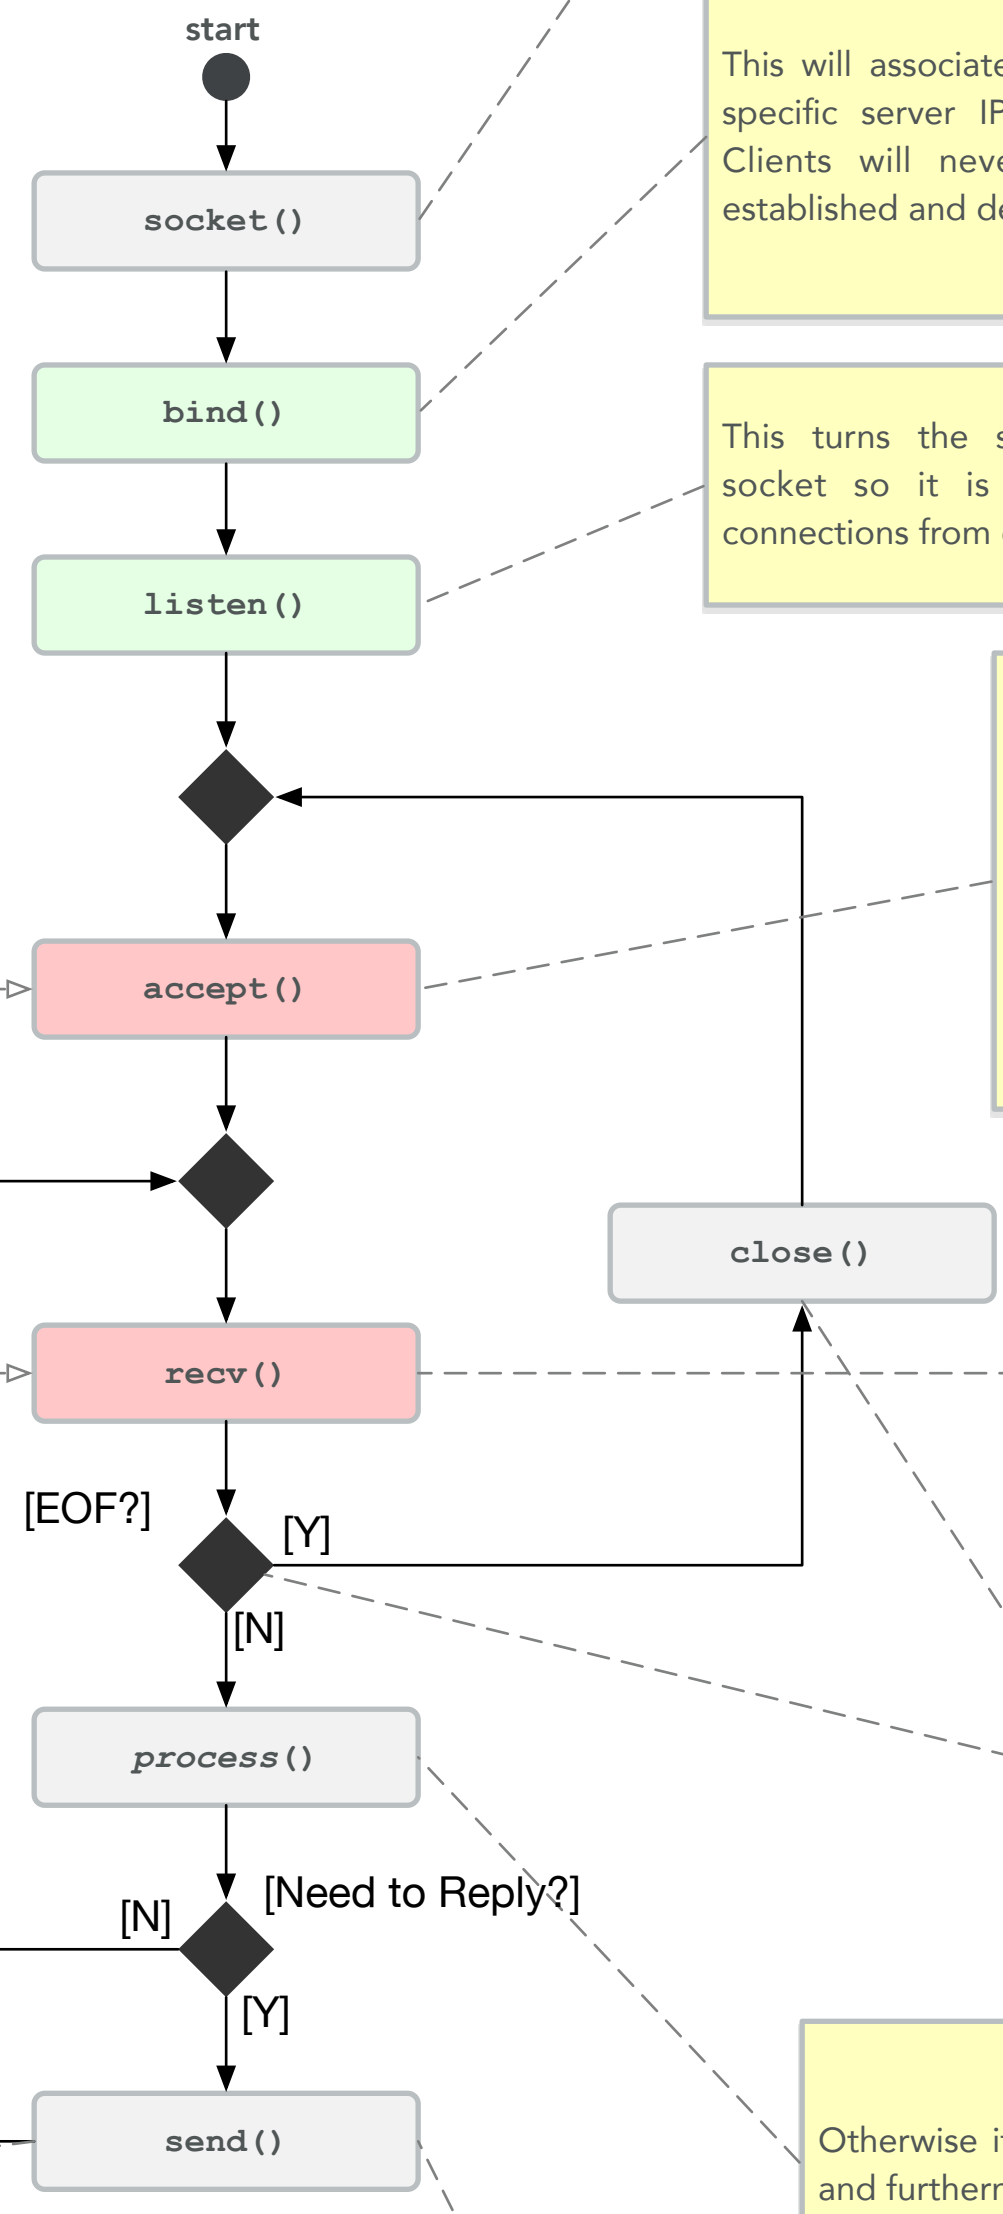 start
This will associate
specific server IP
Clients will neve
established and de
socket()
bind()
This turns the s
socket so it is
connections from
listen()
accept()
close()
recv()
[EOF?]
[Y]
[N]
process()
[Need to Reply?]
[N]
[Y]
send()
Otherwise it
and furtherm